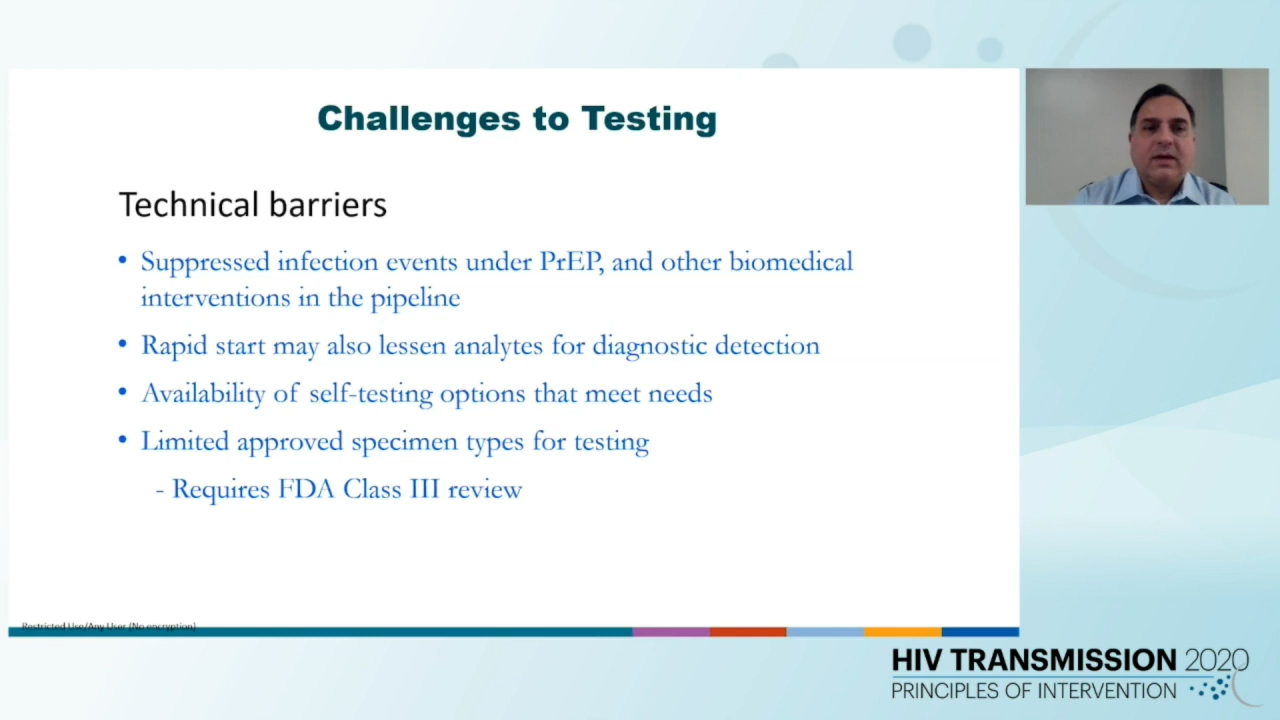 Challenges to Testing
Technical barriers
• Suppressed infection events under PrEP, and other biomedical
interventions in the pipeline
• Rapid start may also lessen analytes for diagnostic detection
• Availability of self-testing options that meet needs
• Limited approved specimen types for testing
- Requires FDA Class III review
Restricted Use/Any User (No encryption)
HIV TRANSMISSION 2020
PRINCIPLES OF INTERVENTION